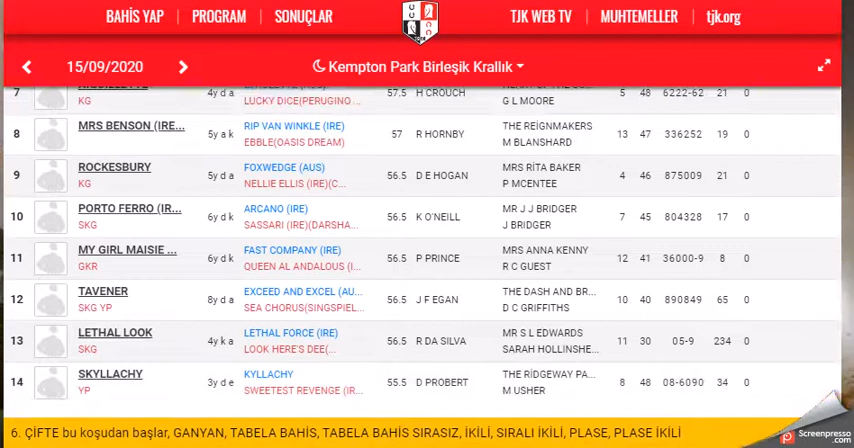 BAHİS YAP | PROGRAM | SONUÇLAR TJK WEB TV | MUHTEMELLER | tjk.org
15/09/2020 Kempton Park Birleşik Krallık
7 4y d a 57.5 H CROUCH 5 48 6222-62 21 0
KG LUCKY DICE(PERUGINO ... G L MOORE
8 MRS BENSON (IRE... 5y a k RIP VAN WINKLE (IRE) 57 R HORNBY THE REİGNMAKERS 13 47 336252 19 0
EBBLE(OASIS DREAM) M BLANSHARD
9 ROCKESBURY 5y d a FOXWEDGE (AUS) 56.5 D E HOGAN MRS RİTA BAKER 4 46 875009 21 0
KG NELLIE ELLIS (IRE)(C... P MCENTEE
10 PORTO FERRO (IR... 6y d k ARCANO (IRE) 56.5 K O'NEILL MR J J BRIDGER 7 45 804328 17 0
SKG SASSARI (IRE)(DARSHA... J BRIDGER
11 MY GIRL MAISIE ... 6y d k FAST COMPANY (IRE) 56.5 P PRINCE MRS ANNA KENNY 12 41 36000-9 8 0
GKR QUEEN AL ANDALOUS (I... R C GUEST
12 TAVENER 8y d a EXCEED AND EXCEL (AU... 56.5 J F EGAN THE DASH AND BR... 10 40 890849 65 0
SKG YP SEA CHORUS(SINGSPIEL... D C GRIFFITHS
13 LETHAL LOOK 4y k a LETHAL FORCE (IRE) 56.5 R DA SILVA MR S L EDWARDS 11 30 05-9 234 0
SKG LOOK HERE'S DEE(... SARAH HOLLINSHE...
14 SKYLLACHY 3y d e KYLLACHY 55.5 D PROBERT THE RİDGEWAY PA... 8 48 08-6090 34 0
YP SWEETEST REVENGE (IR... M USHER
6. ÇİFTE bu koşudan başlar, GANYAN, TABELA BAHİS, TABELA BAHİS SIRASIZ, İKİLİ, SIRALI İKİLİ, PLASE, PLASE İKİLİ
Screenpresso
.com